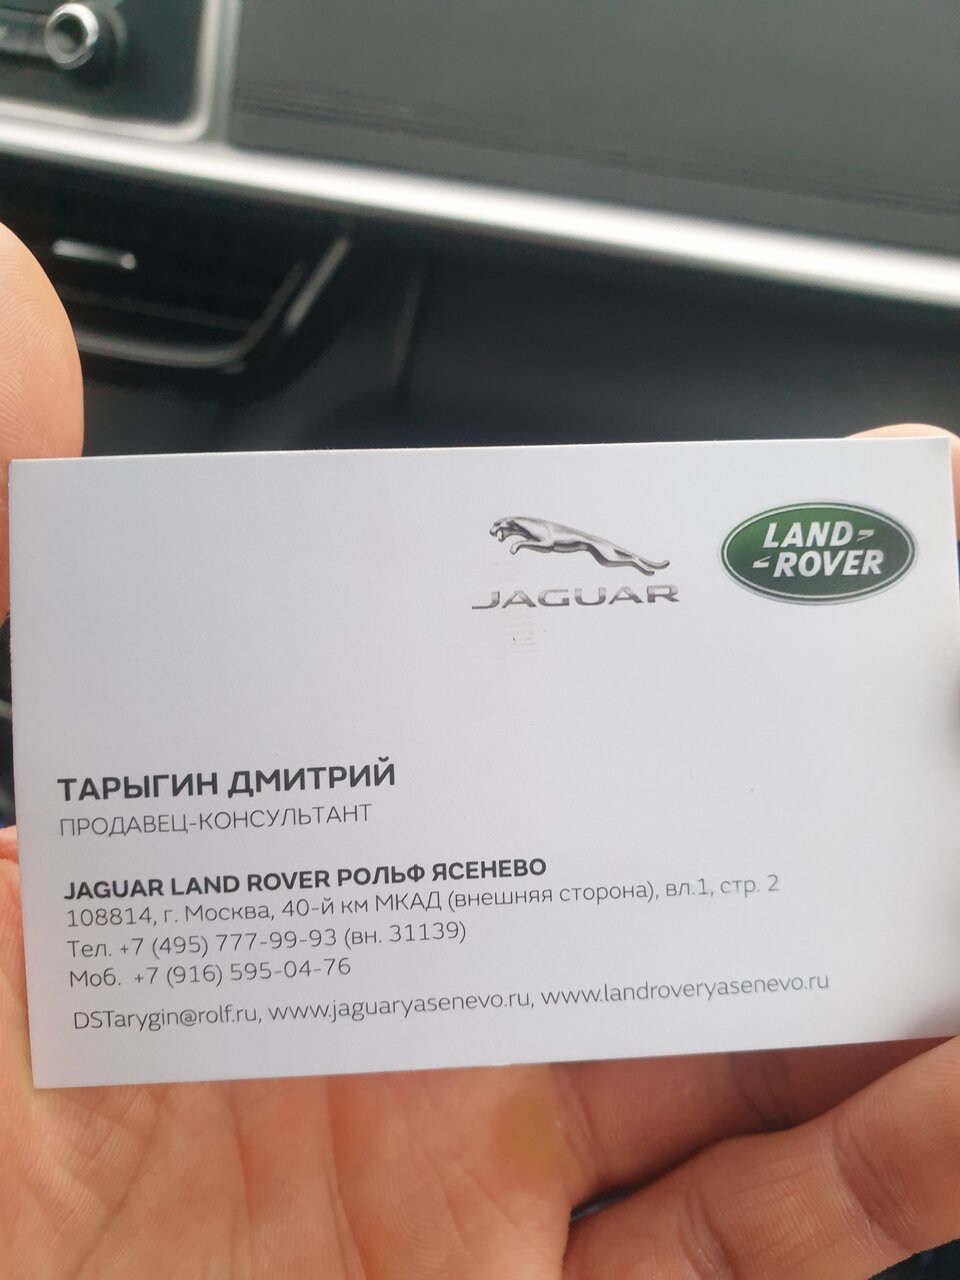 JAGUAR
LAND-
-ROVER
ТАРЫГИН ДМИТРИЙ
ПРОДАВЕЦ-КОНСУЛЬТАНТ
JAGUAR LAND ROVER РОЛЬФ ЯСЕНЕВО
108814, г. Москва, 40-й км МКАД (внешняя сторона), вл.1, стр. 2
Тел. +7 (495) 777-99-93 (вн. 31139)
Моб. +7 (916) 595-04-76
DSTarygin@rolf.ru, www.jaguaryasenevo.ru, www.landroveryasenevo.ru